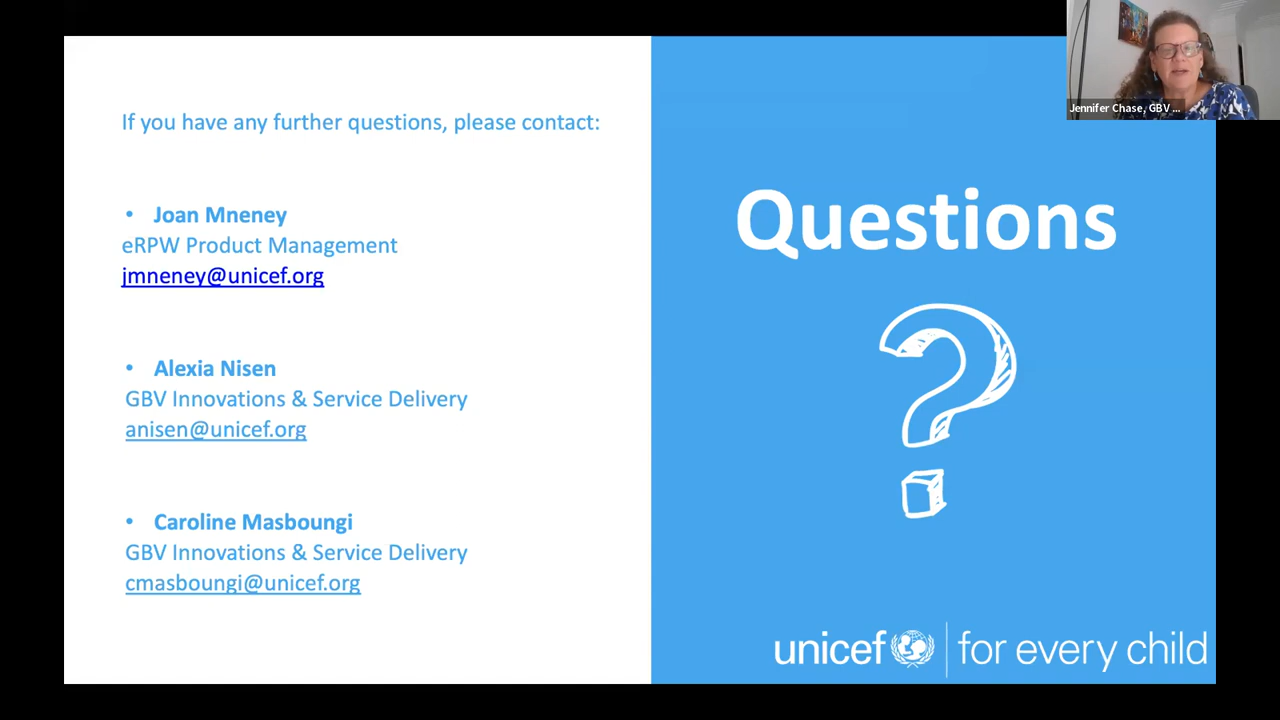 If you have any further questions, please contact:
• Joan Mneney
eRPW Product Management
jmneney@unicef.org
• Alexia Nisen
GBV Innovations & Service Delivery
anisen@unicef.org
• Caroline Masboungi
GBV Innovations & Service Delivery
cmasboungi@unicef.org
Jennifer Chase, GBV ...
Questions
?
unicef | for every child